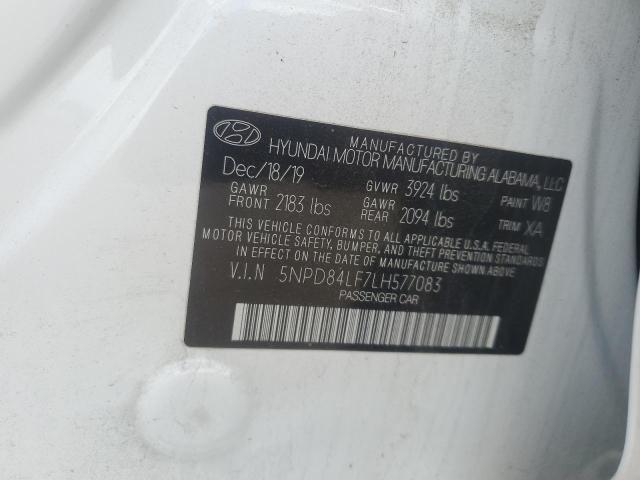 MANUFACTURED BY
HYUNDAI MOTOR MANUFACTURING ALABAMA, LLC
Dec/18/19 GVWR 3924 lbs PAINT W8
GAWR FRONT 2183 lbs GAWR REAR 2094 lbs TRIM XA
THIS VEHICLE CONFORMS TO ALL APPLICABLE U.S.A. FEDERAL
MOTOR VEHICLE SAFETY, BUMPER, AND THEFT PREVENTION STANDARDS
IN EFFECT ON THE DATE OF MANUFACTURE SHOWN ABOVE.
V.I.N 5NPD84LF7LH577083
PASSENGER CAR